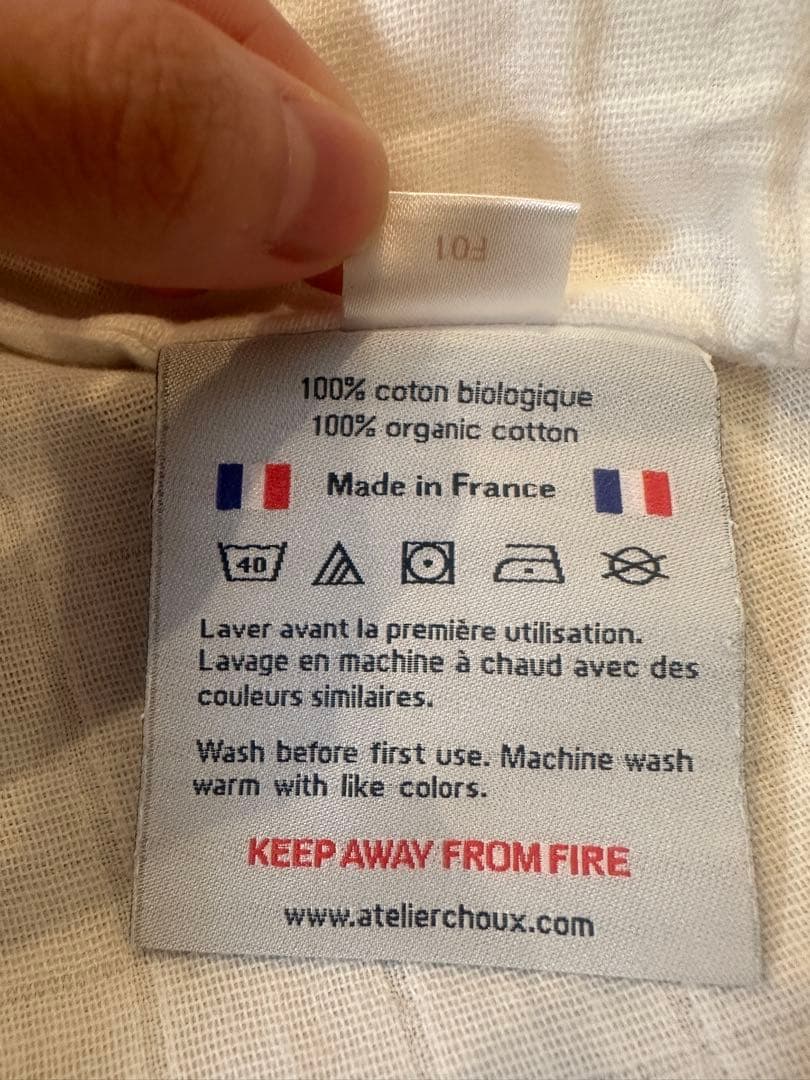 F01
100% coton biologique
100% organic cotton
Made in France
40
Laver avant la première utilisation.
Lavage en machine à chaud avec des
couleurs similaires.
Wash before first use. Machine wash
warm with like colors.
KEEP AWAY FROM FIRE
www.atelierchoux.com